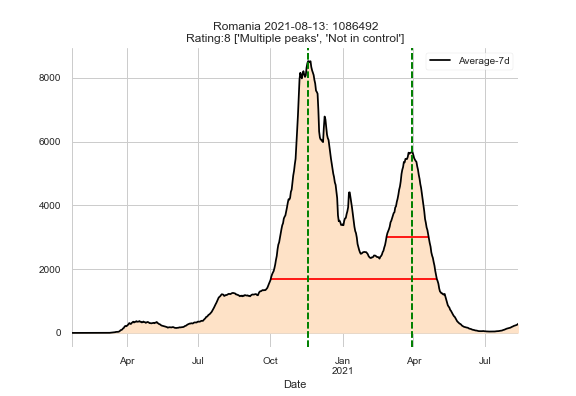 Romania 2021-08-13: 1086492
Rating:8 ['Multiple peaks', 'Not in control']
Average-7d
8000
6000
4000
2000
0
Apr
Jul
Oct
Jan
2021
Apr
Jul
Date